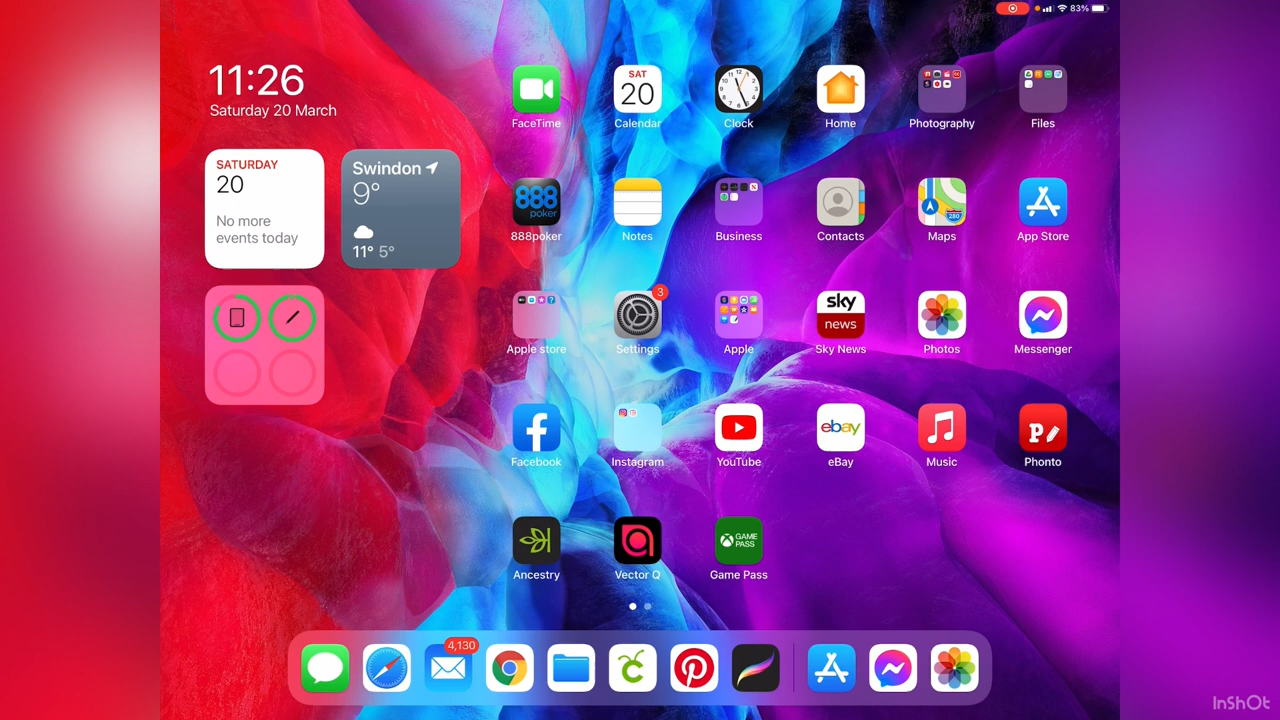 83%
11:26
Saturday 20 March
SATURDAY
20
No more
events today
Swindon
9°
11° 5°
FaceTime
SAT
20
Calendar
Clock
Home
Photography
Files
888
poker
888poker
Notes
Business
Contacts
280
Maps
App Store
Apple store
3
Settings
Apple
sky
news
Sky News
Photos
Messenger
Facebook
Instagram
YouTube
ebay
eBay
Music
P
Phonto
Ancestry
Vector Q
GAME
PASS
Game Pass
4,130
InShOt